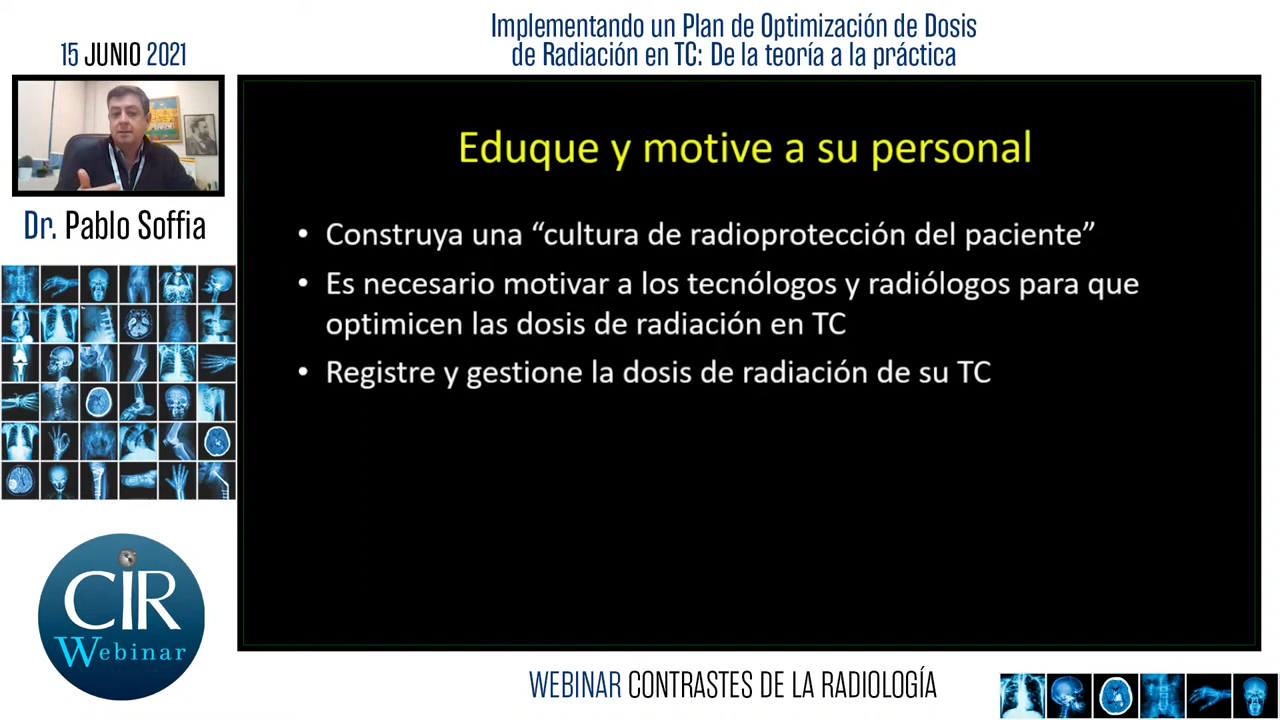 Implementando un Plan de Optimización de Dosis
de Radiación en TC: De la teoría a la práctica
15 JUNIO 2021
Dr. Pablo Soffia
Eduque y motive a su personal
• Construya una “cultura de radioprotección del paciente”
• Es necesario motivar a los tecnólogos y radiólogos para que
optimicen las dosis de radiación en TC
• Registre y gestione la dosis de radiación de su TC
CIR
Webinar
WEBINAR CONTRASTES DE LA RADIOLOGÍA